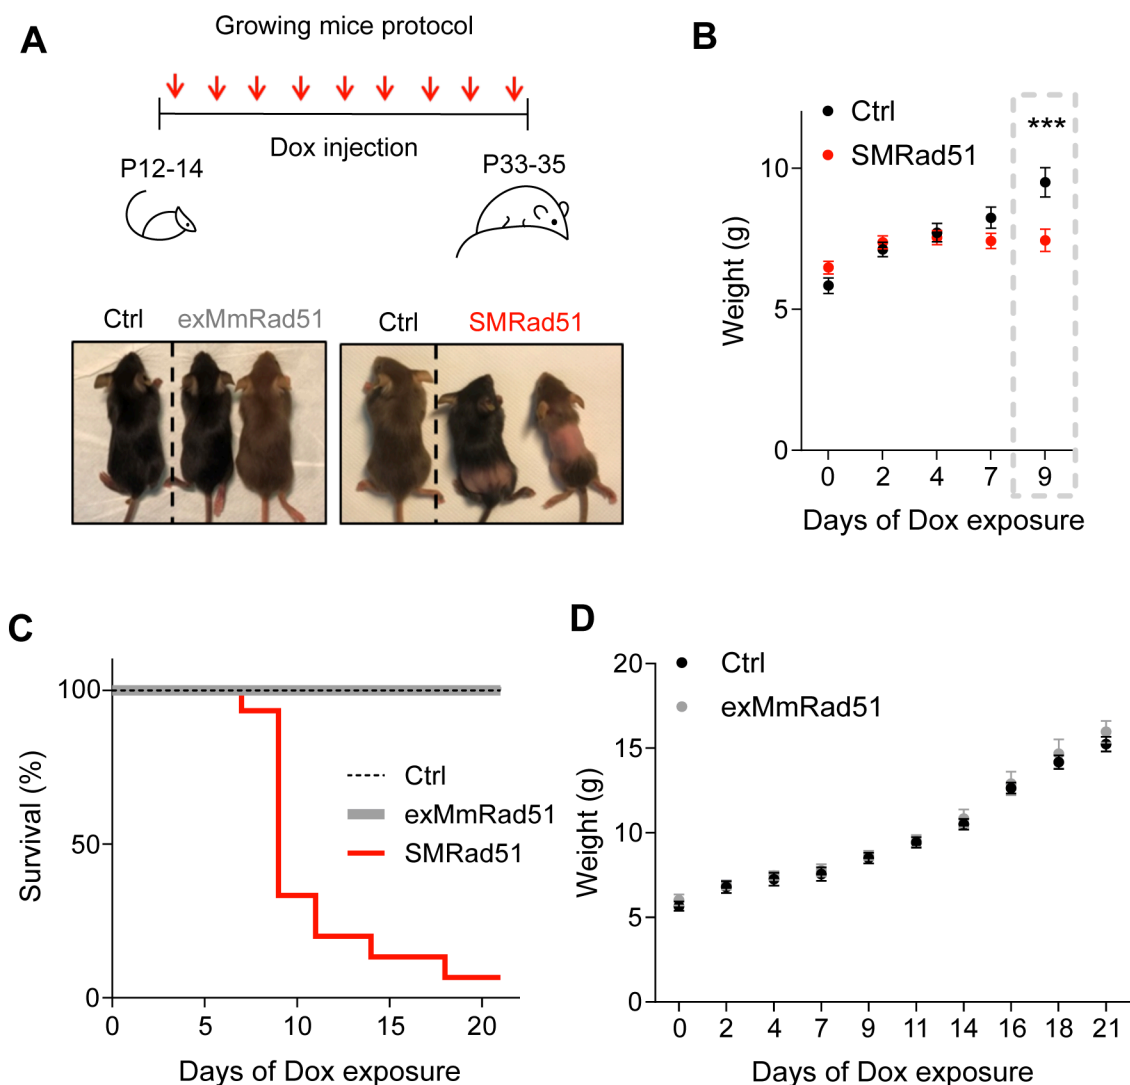 A
Growing mice protocol
Dox injection
P12-14
P33-35
Ctrl exMmRad51
Ctrl SMRad51
B
Ctrl
SMRad51
***
Weight (g)
10
5
0
0 2 4 7 9
Days of Dox exposure
C
Survival (%)
100
50
0
Ctrl
exMmRad51
SMRad51
0 5 10 15 20
Days of Dox exposure
D
Ctrl
exMmRad51
Weight (g)
20
15
10
5
0
0 2 4 7 9 11 14 16 18 21
Days of Dox exposure